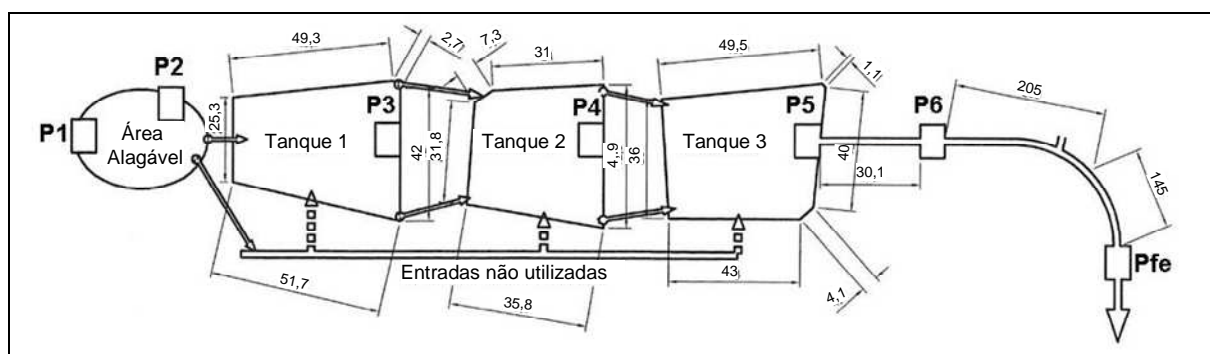 49,3
2,7
7,3
31
49,5
1,1
205
P2
P1
P3
P4
P5
P6
Área
Alagável
25,3
Tanque 1
42
31,8
Tanque 2
4,,9
36
Tanque 3
40
30,1
145
Entradas não utilizadas
Pfe
51,7
35,8
43
4,1